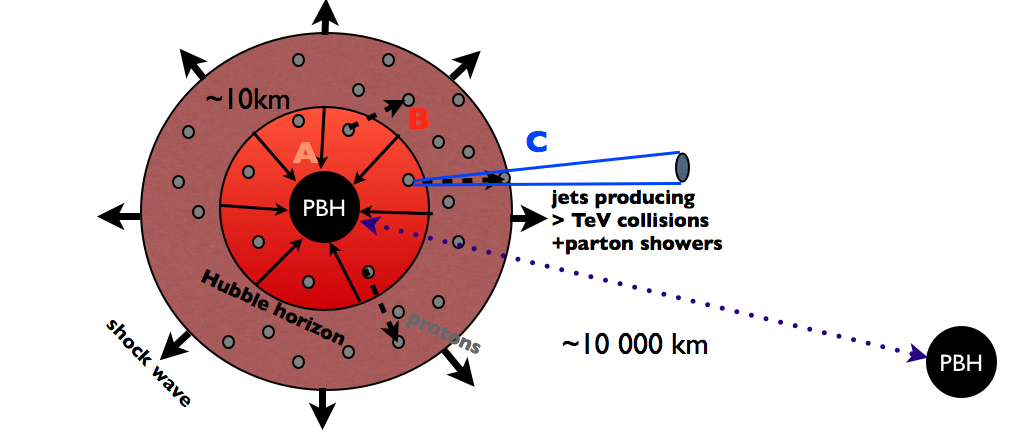 ~10km
B
A
C
PBH
jets producing
> TeV collisions
+parton showers
Hubble horizon
protons
shock wave
~10 000 km
PBH